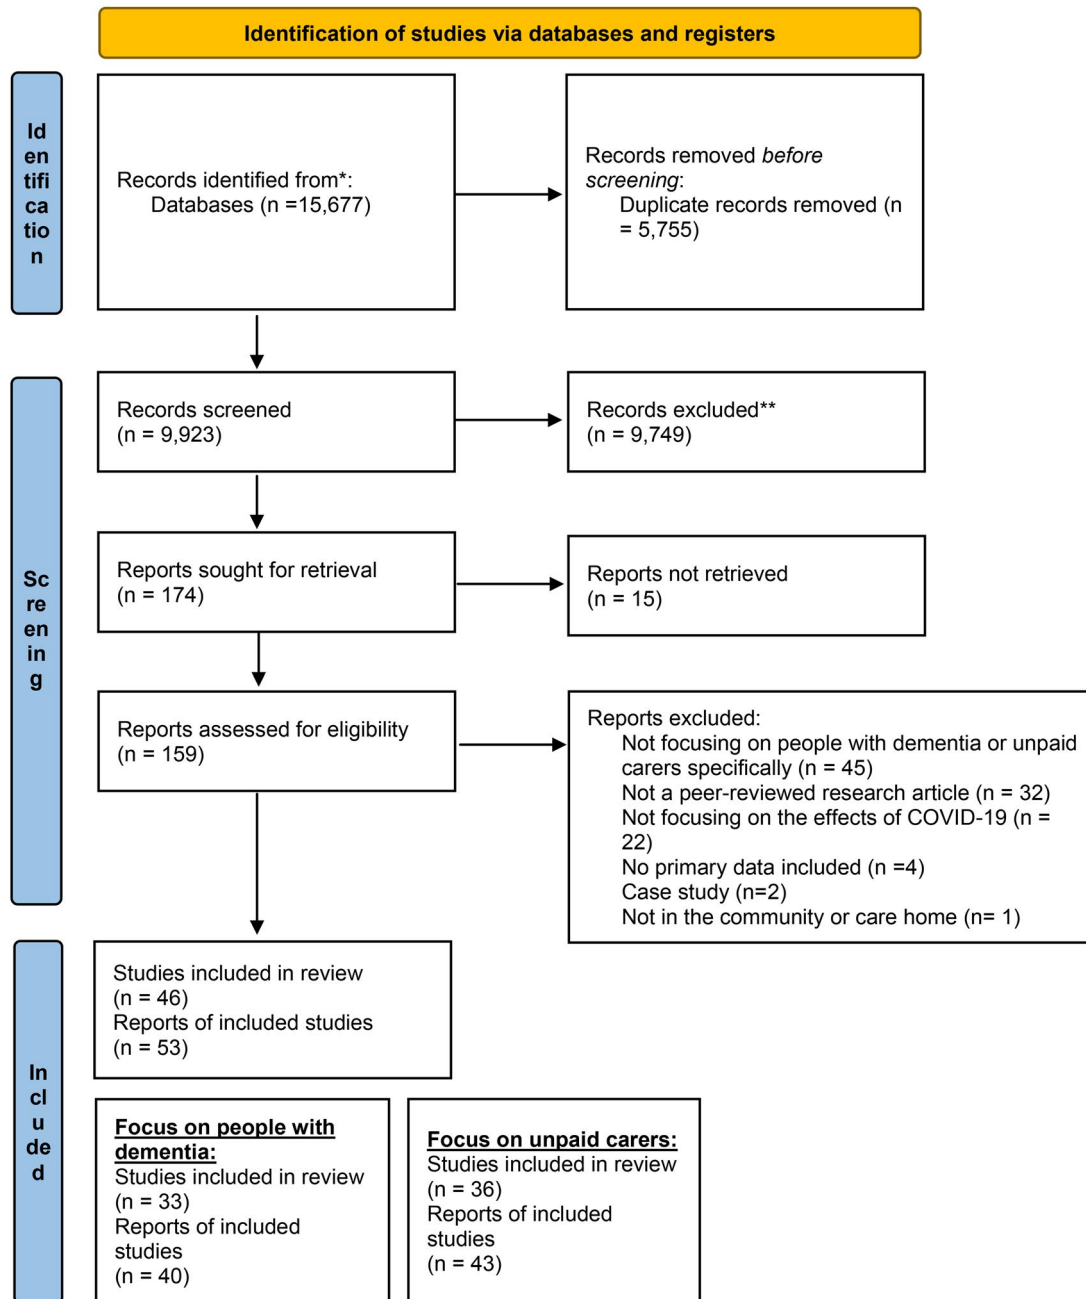 Identification of studies via databases and registers
Id
en
tifi
ca
tio
n
Records identified from*:
Databases (n =15,677)
Records removed before
screening:
Duplicate records removed (n
= 5,755)
Sc
re
en
in
g
Records screened
(n = 9,923)
Records excluded**
(n = 9,749)
Reports sought for retrieval
(n = 174)
Reports not retrieved
(n = 15)
Reports assessed for eligibility
(n = 159)
Reports excluded:
Not focusing on people with dementia or unpaid
carers specifically (n = 45)
Not a peer-reviewed research article (n = 32)
Not focusing on the effects of COVID-19 (n =
22)
No primary data included (n =4)
Case study (n=2)
Not in the community or care home (n= 1)
In
cl
u
de
d
Studies included in review
(n = 46)
Reports of included studies
(n = 53)
Focus on people with
dementia:
Studies included in review
(n = 33)
Reports of included
studies
(n = 40)
Focus on unpaid carers:
Studies included in review
(n = 36)
Reports of included
studies
(n = 43)